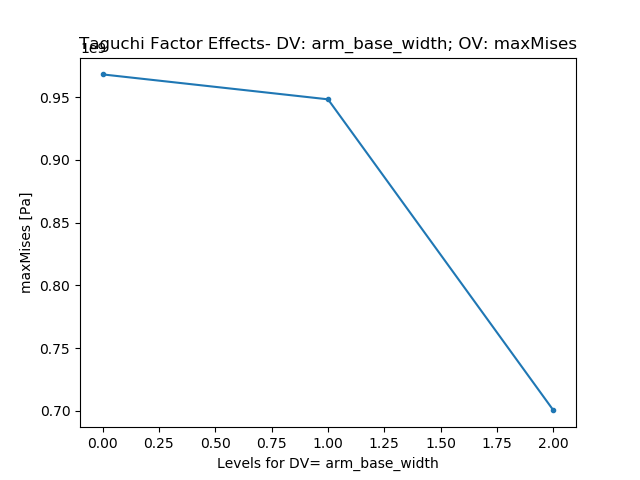 Taguchi Factor Effects- DV: arm_base_width; OV: maxMises
1e9
0.95
0.90
0.85
0.80
0.75
0.70
maxMises [Pa]
0.00 0.25 0.50 0.75 1.00 1.25 1.50 1.75 2.00
Levels for DV= arm_base_width